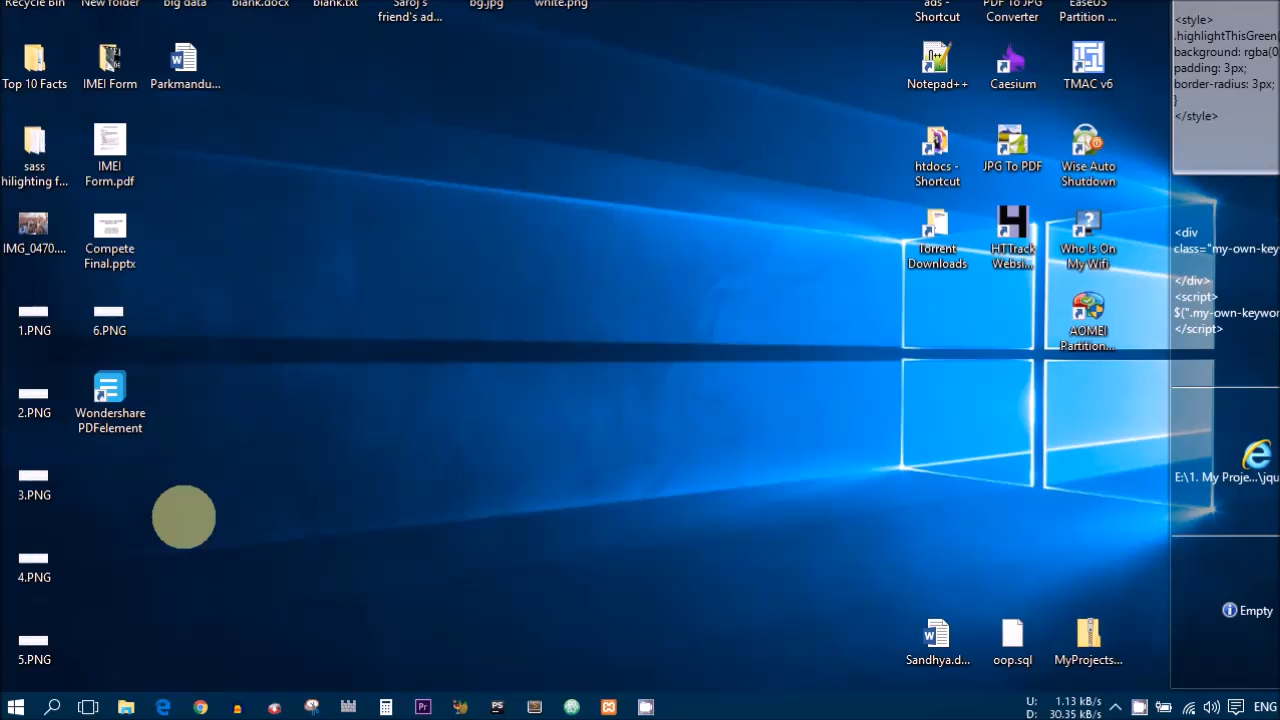 Recycle Bin
New folder
big data
blank.docx
blank.txt
Saroj's
friend's ad...
bg.jpg
white.png
ads -
Shortcut
PDF To JPG
Converter
EaseUS
Partition ...
Top 10 Facts
IMEI Form
Parkmandu...
Notepad++
Caesium
TMAC v6
sass
hilighting f...
IMEI
Form.pdf
htdocs -
Shortcut
JPG To PDF
Wise Auto
Shutdown
IMG_0470....
Compete
Final.pptx
Torrent
Downloads
HTTrack
Websi...
Who Is On
My Wifi
1.PNG
6.PNG
AOMEI
Partition...
2.PNG
Wondershare
PDFelement
3.PNG
4.PNG
5.PNG
Sandhya.d...
oop.sql
MyProjects...
<style>
.highlightThisGreen{
background: rgba(0
padding: 3px;
border-radius: 3px;
}
</style>
<div
class="my-own-key
</div>
<script>
$(".my-own-keywor
</script>
E:\1. My Proje...\jqu
Empty
U: 1.13 kB/s
D: 30.35 kB/s
ENG